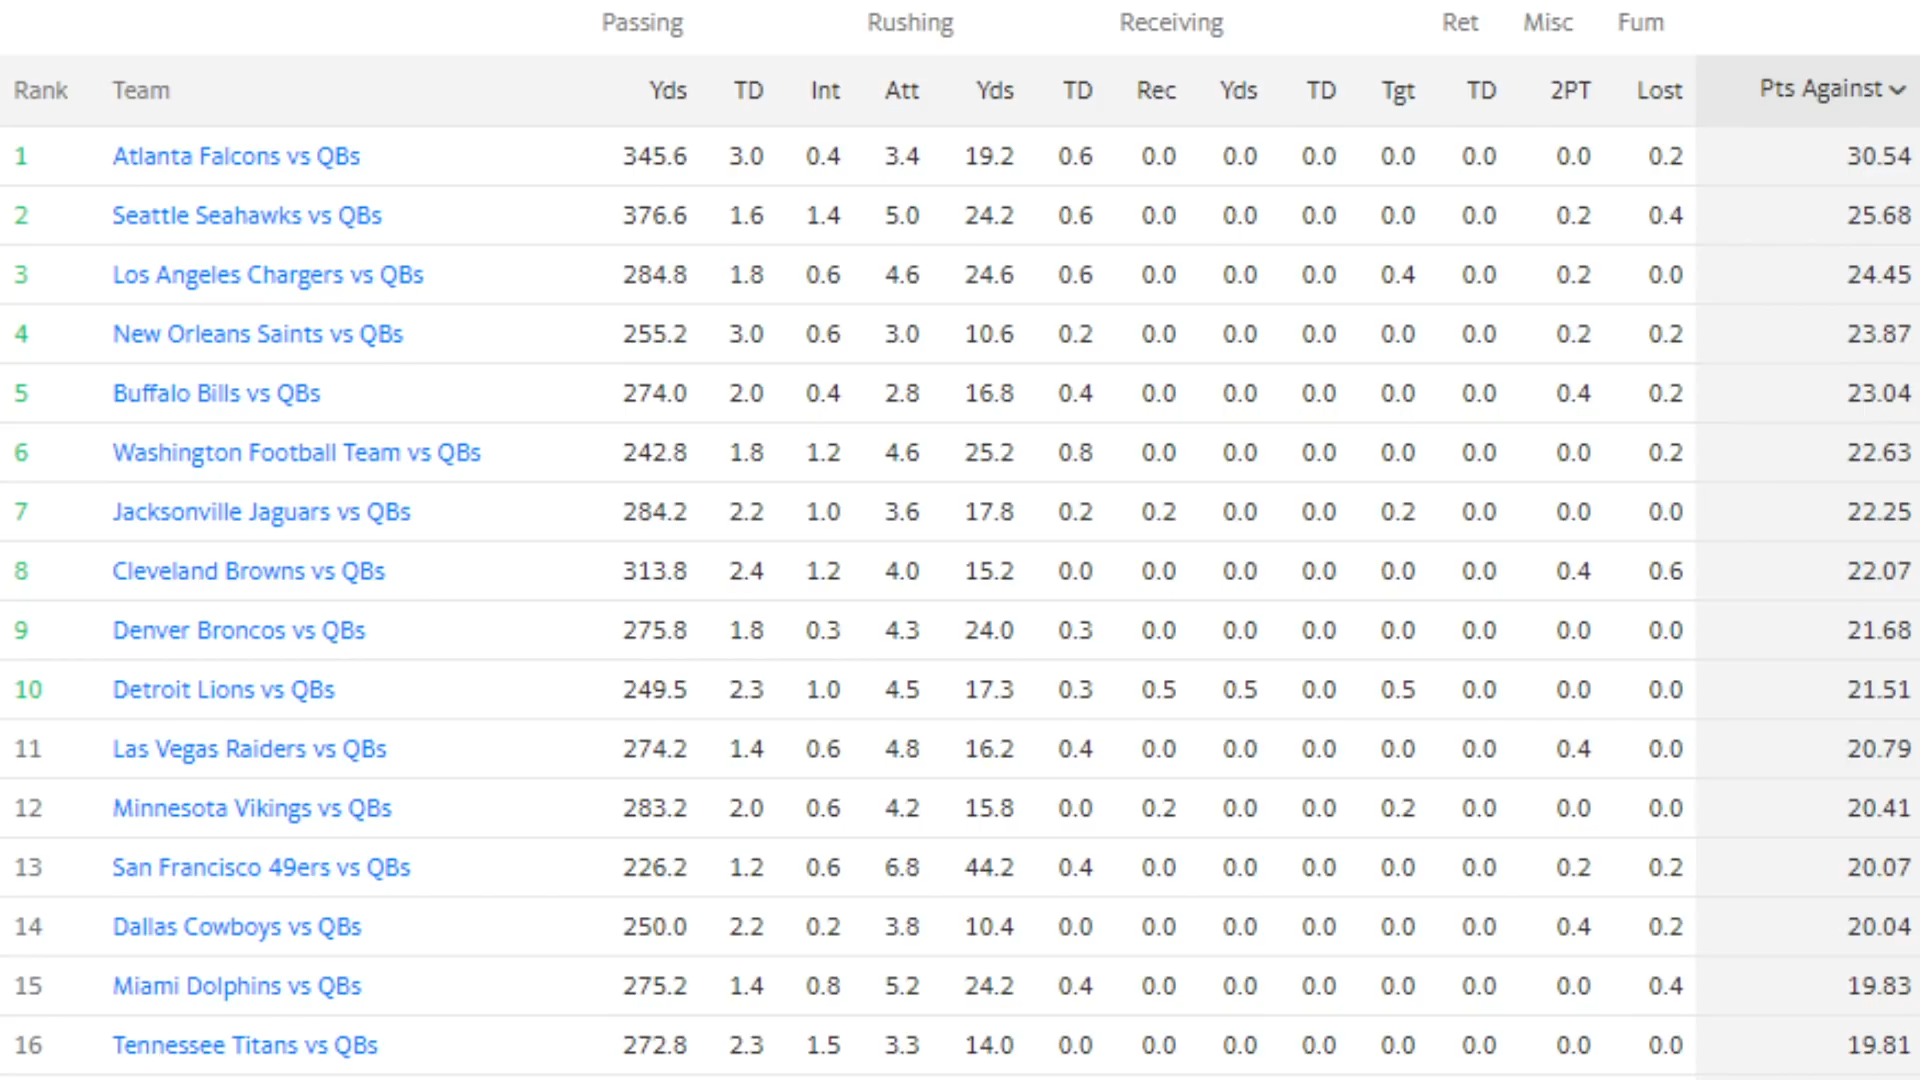 Passing Rushing Receiving Ret Misc Fum
Rank Team Yds TD Int Att Yds TD Rec Yds TD Tgt TD 2PT Lost Pts Against
1 Atlanta Falcons vs QBs 345.6 3.0 0.4 3.4 19.2 0.6 0.0 0.0 0.0 0.0 0.0 0.0 0.2 30.54
2 Seattle Seahawks vs QBs 376.6 1.6 1.4 5.0 24.2 0.6 0.0 0.0 0.0 0.0 0.0 0.2 0.4 25.68
3 Los Angeles Chargers vs QBs 284.8 1.8 0.6 4.6 24.6 0.6 0.0 0.0 0.0 0.4 0.0 0.2 0.0 24.45
4 New Orleans Saints vs QBs 255.2 3.0 0.6 3.0 10.6 0.2 0.0 0.0 0.0 0.0 0.0 0.2 0.2 23.87
5 Buffalo Bills vs QBs 274.0 2.0 0.4 2.8 16.8 0.4 0.0 0.0 0.0 0.0 0.0 0.4 0.2 23.04
6 Washington Football Team vs QBs 242.8 1.8 1.2 4.6 25.2 0.8 0.0 0.0 0.0 0.0 0.0 0.0 0.2 22.63
7 Jacksonville Jaguars vs QBs 284.2 2.2 1.0 3.6 17.8 0.2 0.2 0.0 0.0 0.2 0.0 0.0 0.0 22.25
8 Cleveland Browns vs QBs 313.8 2.4 1.2 4.0 15.2 0.0 0.0 0.0 0.0 0.0 0.0 0.4 0.6 22.07
9 Denver Broncos vs QBs 275.8 1.8 0.3 4.3 24.0 0.3 0.0 0.0 0.0 0.0 0.0 0.0 0.0 21.68
10 Detroit Lions vs QBs 249.5 2.3 1.0 4.5 17.3 0.3 0.5 0.5 0.0 0.5 0.0 0.0 0.0 21.51
11 Las Vegas Raiders vs QBs 274.2 1.4 0.6 4.8 16.2 0.4 0.0 0.0 0.0 0.0 0.0 0.4 0.0 20.79
12 Minnesota Vikings vs QBs 283.2 2.0 0.6 4.2 15.8 0.0 0.2 0.0 0.0 0.2 0.0 0.0 0.0 20.41
13 San Francisco 49ers vs QBs 226.2 1.2 0.6 6.8 44.2 0.4 0.0 0.0 0.0 0.0 0.0 0.2 0.2 20.07
14 Dallas Cowboys vs QBs 250.0 2.2 0.2 3.8 10.4 0.0 0.0 0.0 0.0 0.0 0.0 0.4 0.2 20.04
15 Miami Dolphins vs QBs 275.2 1.4 0.8 5.2 24.2 0.4 0.0 0.0 0.0 0.0 0.0 0.0 0.4 19.83
16 Tennessee Titans vs QBs 272.8 2.3 1.5 3.3 14.0 0.0 0.0 0.0 0.0 0.0 0.0 0.0 0.0 19.81